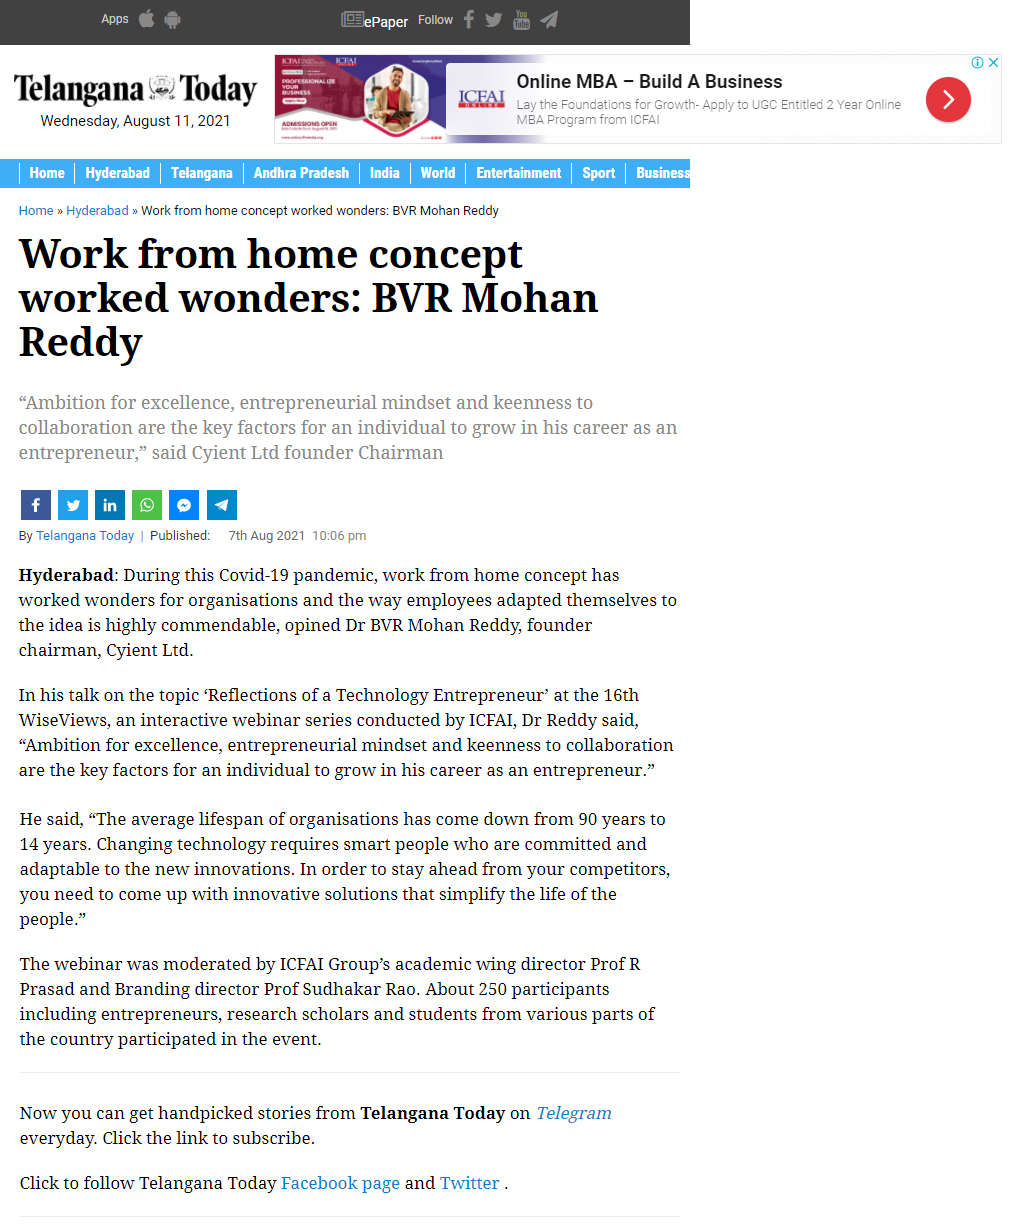 Apps ePaper Follow
You
Tube
Telangana Today
Wednesday, August 11, 2021
ICFAI ICFAI
PROFESSIONALIZE
YOUR
BUSINESS
Apply Now
ADMISSIONS OPEN
ICFAI
ONLINE
Online MBA – Build A Business
Lay the Foundations for Growth- Apply to UGC Entitled 2 Year Online
MBA Program from ICFAI
Home Hyderabad Telangana Andhra Pradesh India World Entertainment Sport Business
Home » Hyderabad » Work from home concept worked wonders: BVR Mohan Reddy
Work from home concept
worked wonders: BVR Mohan
Reddy
“Ambition for excellence, entrepreneurial mindset and keenness to
collaboration are the key factors for an individual to grow in his career as an
entrepreneur,” said Cyient Ltd founder Chairman
By Telangana Today | Published: 7th Aug 2021 10:06 pm
Hyderabad: During this Covid-19 pandemic, work from home concept has
worked wonders for organisations and the way employees adapted themselves to
the idea is highly commendable, opined Dr BVR Mohan Reddy, founder
chairman, Cyient Ltd.
In his talk on the topic ‘Reflections of a Technology Entrepreneur’ at the 16th
WiseViews, an interactive webinar series conducted by ICFAI, Dr Reddy said,
“Ambition for excellence, entrepreneurial mindset and keenness to collaboration
are the key factors for an individual to grow in his career as an entrepreneur.”
He said, “The average lifespan of organisations has come down from 90 years to
14 years. Changing technology requires smart people who are committed and
adaptable to the new innovations. In order to stay ahead from your competitors,
you need to come up with innovative solutions that simplify the life of the
people.”
The webinar was moderated by ICFAI Group’s academic wing director Prof R
Prasad and Branding director Prof Sudhakar Rao. About 250 participants
including entrepreneurs, research scholars and students from various parts of
the country participated in the event.
Now you can get handpicked stories from Telangana Today on Telegram
everyday. Click the link to subscribe.
Click to follow Telangana Today Facebook page and Twitter .